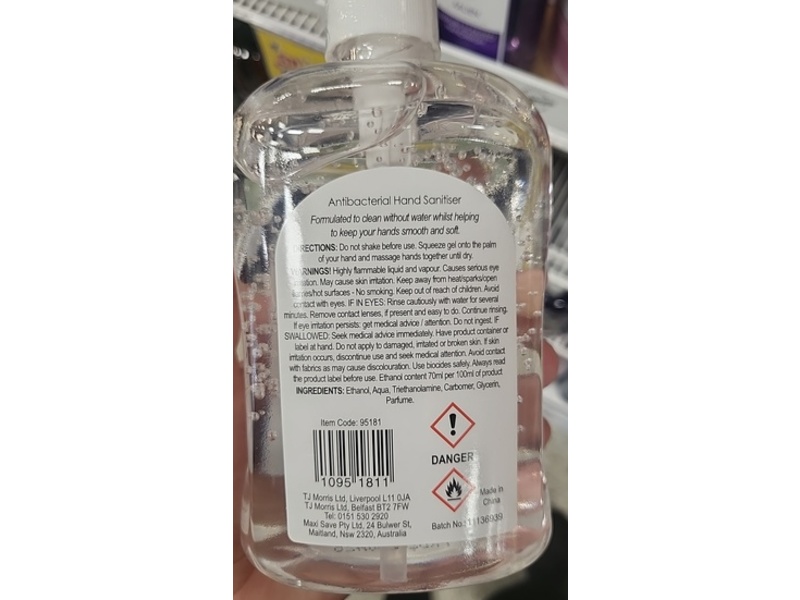 Antibacterial Hand Sanitiser
Formulated to clean without water whilst helping
to keep your hands smooth and soft.
DIRECTIONS: Do not shake before use. Squeeze gel onto the palm
of your hand and massage hands together until dry.
WARNINGS! Highly flammable liquid and vapour. Causes serious eye
irritation. May cause skin irritation. Keep away from heat/sparks/open
flames/hot surfaces - No smoking. Keep out of reach of children. Avoid
contact with eyes. IF IN EYES: Rinse cautiously with water for several
minutes. Remove contact lenses, if present and easy to do. Continue rinsing.
If eye irritation persists: get medical advice / attention. Do not ingest. IF
SWALLOWED: Seek medical advice immediately. Have product container or
label at hand. Do not apply to damaged, irritated or broken skin. If skin
irritation occurs, discontinue use and seek medical attention. Avoid contact
with fabrics as may cause discolouration. Use biocides safely. Always read
the product label before use. Ethanol content 70ml per 100ml of product
INGREDIENTS: Ethanol, Aqua, Triethanolamine, Carbomer, Glycerin,
Parfume.
Item Code: 95181
1095 1811
DANGER
TJ Morris Ltd, Liverpool L11 0JA
TJ Morris Ltd, Belfast BT2 7FW
Tel: 0151 530 2920
Maxi Save Pty Ltd, 24 Bulwer St,
Maitland, Nsw 2320, Australia
Made in
China
Batch No.: 11136939